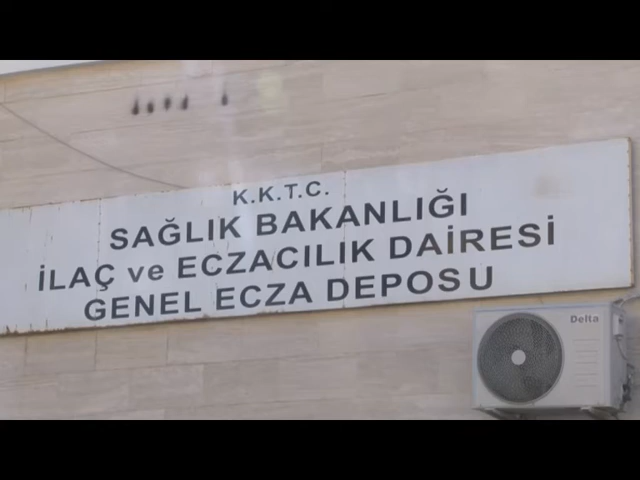 K.K.T.C.
SAĞLIK BAKANLIĞI
İLAÇ ve ECZACILIK DAİRESİ
GENEL ECZA DEPOSU
Delta